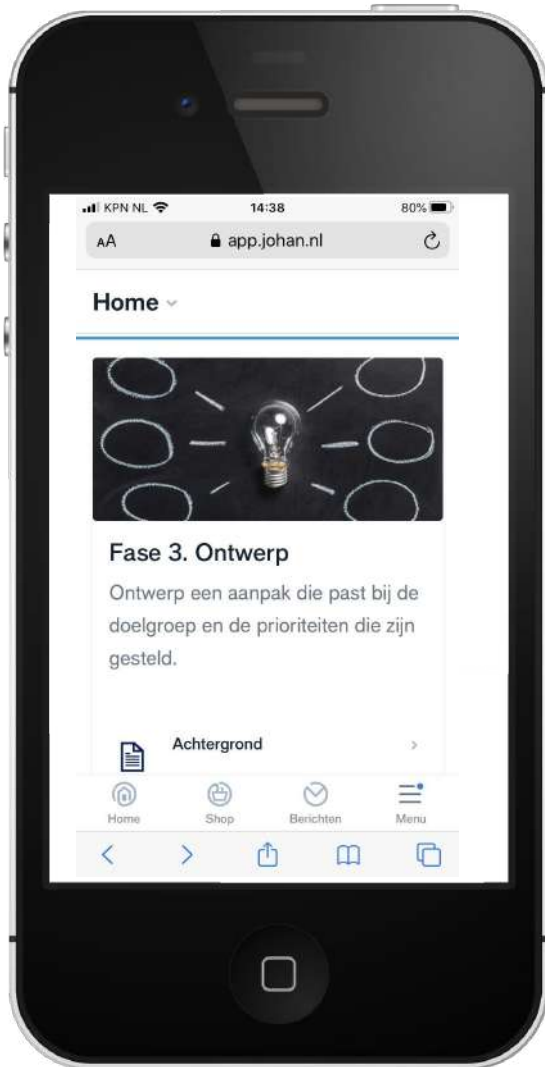 KPN NL 14:38 80%
AA app.johan.nl
Home
Fase 3. Ontwerp
Ontwerp een aanpak die past bij de
doelgroep en de prioriteiten die zijn
gesteld.
Achtergrond
Home Shop Berichten Menu